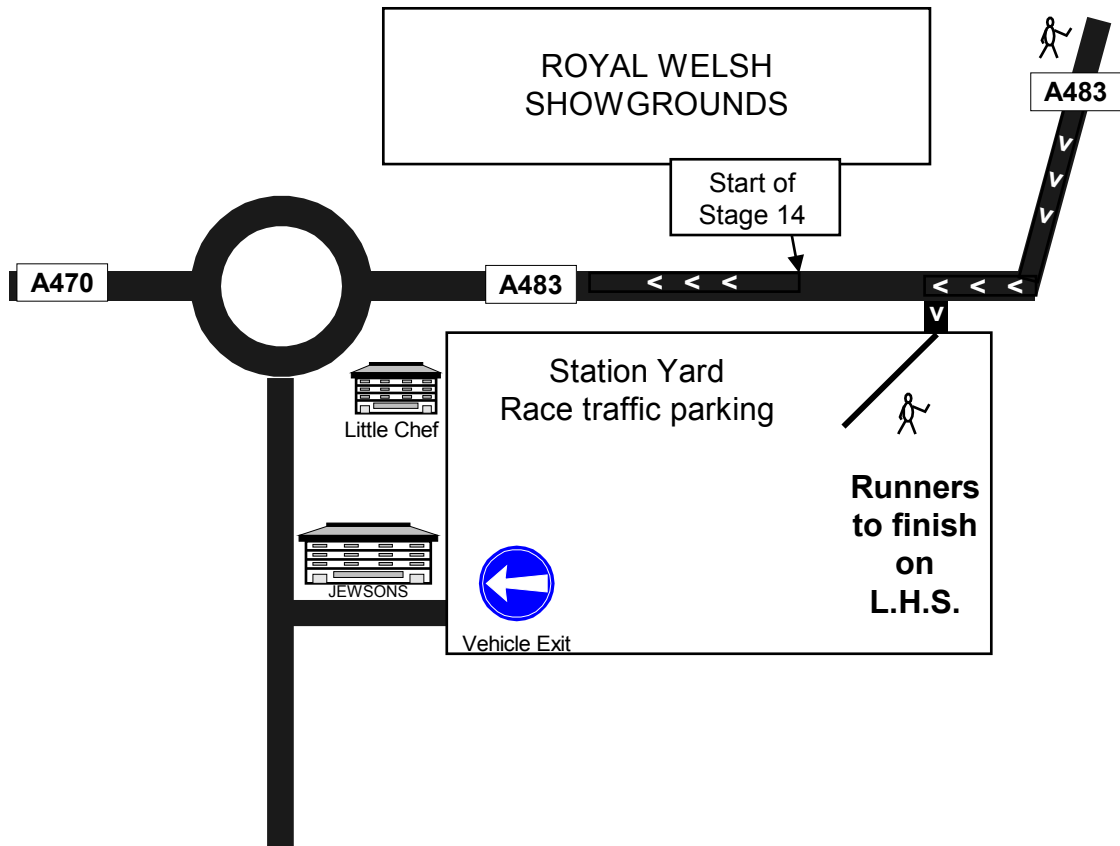 ROYAL WELSH
SHOWGROUNDS
A483
Start of
Stage 14
A470
A483
< < <
< < <
v
v
v
v
Station Yard
Race traffic parking
Little Chef
Runners
to finish
on
L.H.S.
JEWSONS
Vehicle Exit